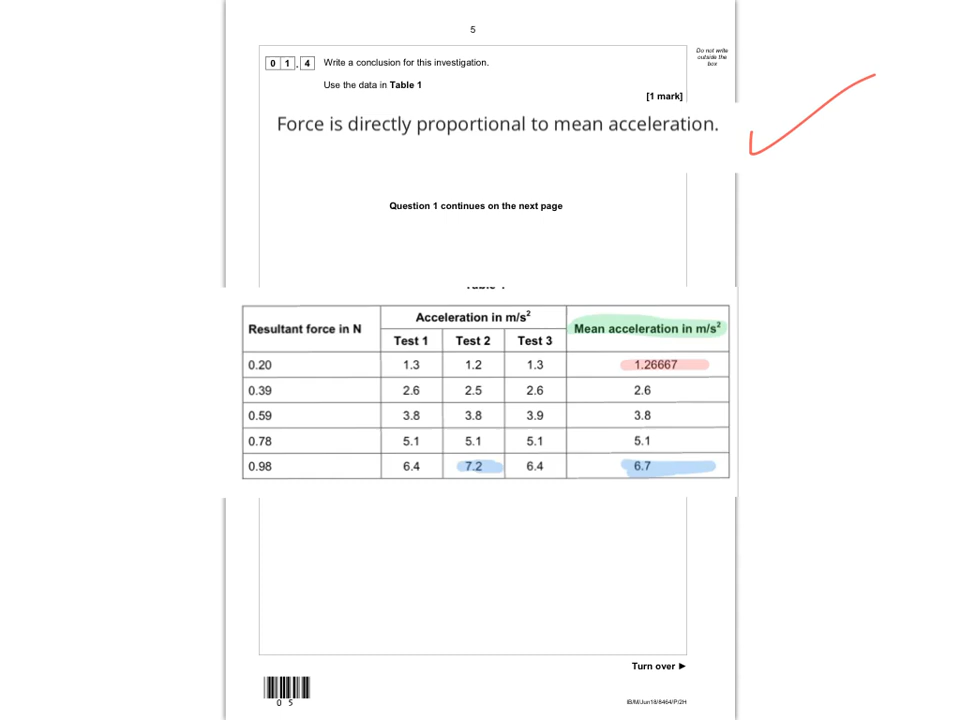 5
0 1 . 4 Write a conclusion for this investigation.
Do not write
outside the
box
Use the data in Table 1
[1 mark]
Force is directly proportional to mean acceleration.
Question 1 continues on the next page
Resultant force in N Acceleration in m/s² Mean acceleration in m/s²
Test 1 Test 2 Test 3
0.20 1.3 1.2 1.3 1.26667
0.39 2.6 2.5 2.6 2.6
0.59 3.8 3.8 3.9 3.8
0.78 5.1 5.1 5.1 5.1
0.98 6.4 7.2 6.4 6.7
Turn over ►
0 5
IB/M/Jun18/8464/P/2H